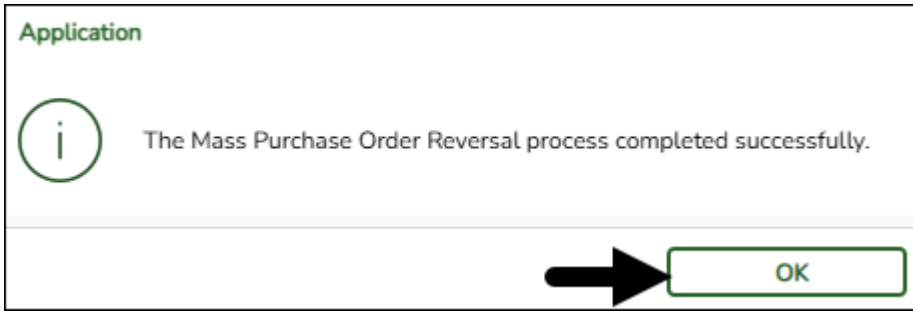 Application
i
The Mass Purchase Order Reversal process completed successfully.
OK